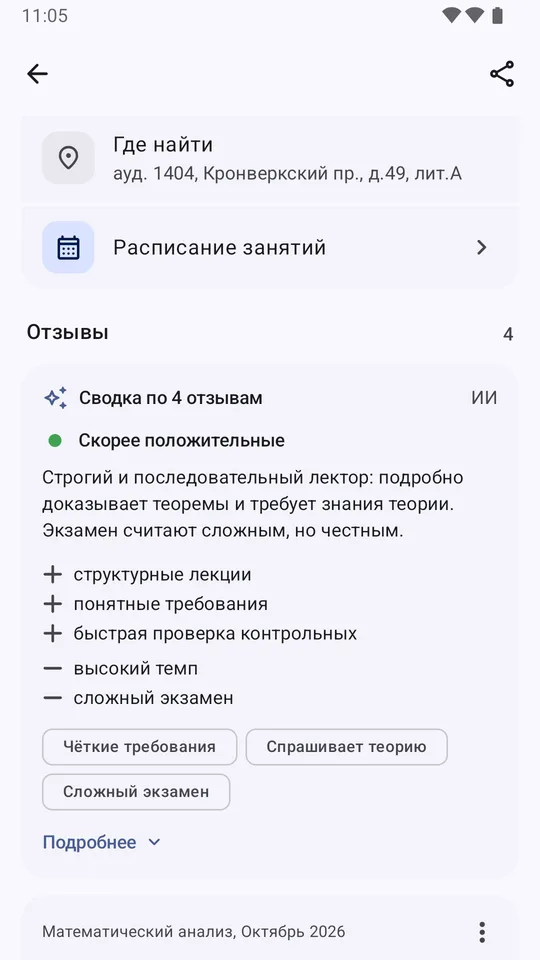 11:05
Где найти
ауд. 1404, Кронверкский пр., д.49, лит.А
Расписание занятий
Отзывы 4
Сводка по 4 отзывам ИИ
Скорее положительные
Строгий и последовательный лектор: подробно
доказывает теоремы и требует знания теории.
Экзамен считают сложным, но честным.
+ структурные лекции
+ понятные требования
+ быстрая проверка контрольных
— высокий темп
— сложный экзамен
Чёткие требования Спрашивает теорию
Сложный экзамен
Подробнее
Математический анализ, Октябрь 2026